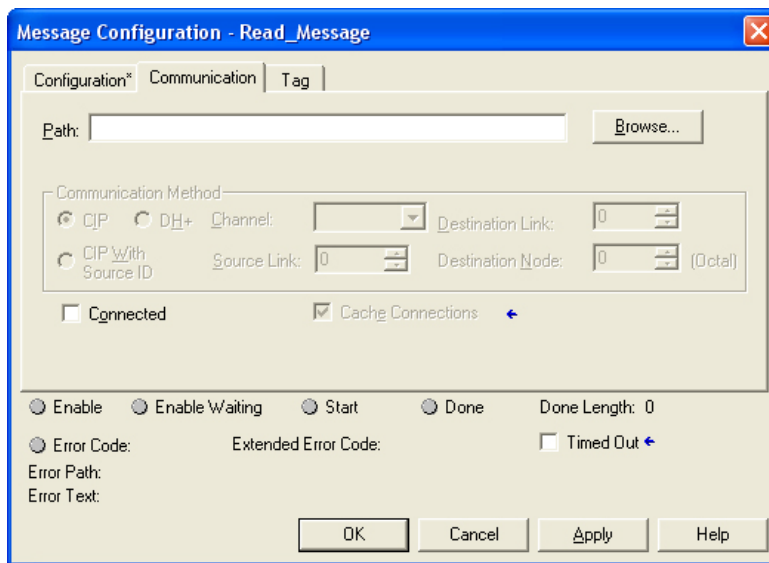 Message Configuration - Read_Message
Configuration* Communication Tag
Path: Browse...
Communication Method
CIP DH+ Channel: Destination Link: 0
CIP With Source ID Source Link: 0 Destination Node: 0 (Octal)
Connected Cache Connections
Enable Enable Waiting Start Done Done Length: 0
Error Code: Extended Error Code: Timed Out
Error Path:
Error Text:
OK Cancel Apply Help